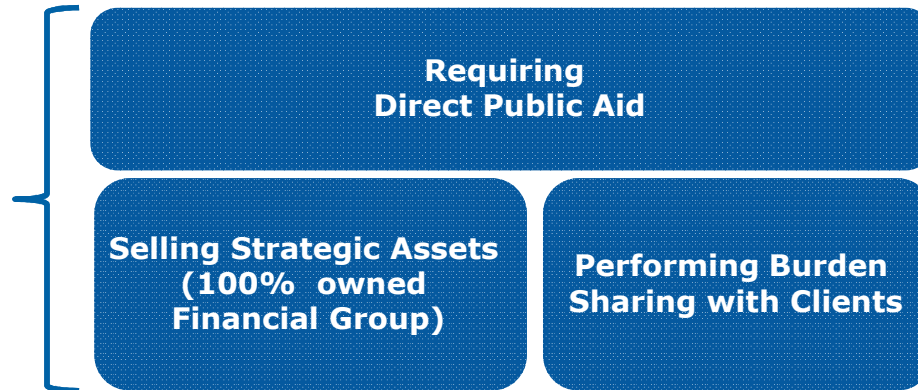 Requiring
Direct Public Aid
Selling Strategic Assets
(100% owned
Financial Group)
Performing Burden
Sharing with Clients